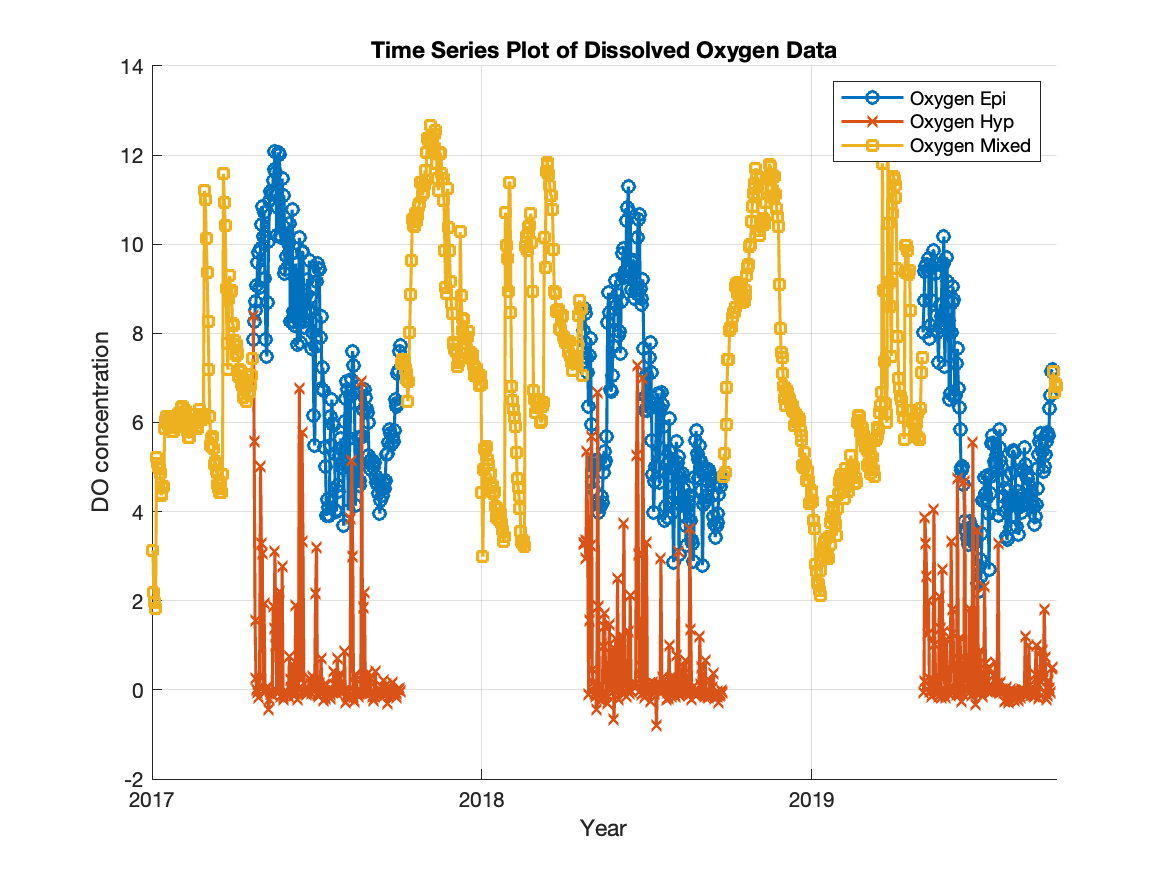 Time Series Plot of Dissolved Oxygen Data
14
12
10
8
6
4
2
0
-2
DO concentration
Oxygen Epi
Oxygen Hyp
Oxygen Mixed
2017
2018
2019
Year